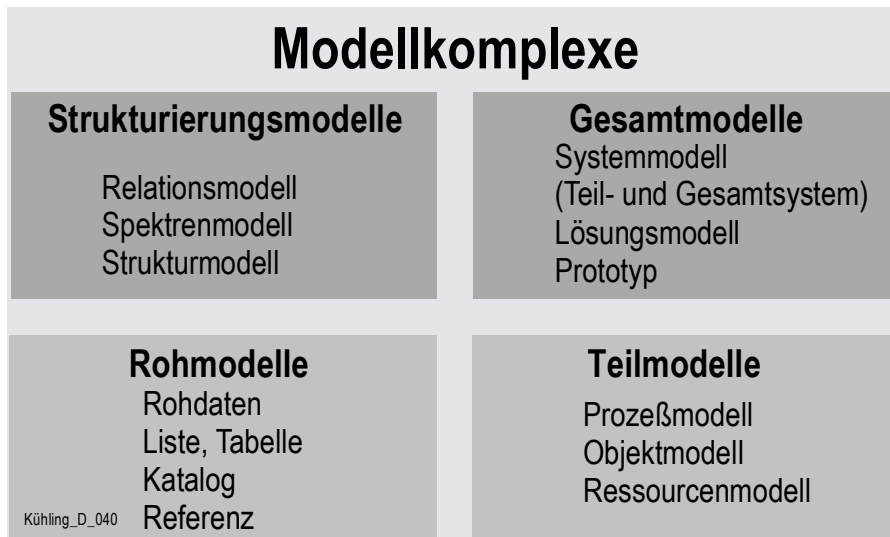 Modellkomplexe
Strukturierungsmodelle
Relationsmodell
Spektrenmodell
Strukturmodell
Gesamtmodelle
Systemmodell
(Teil- und Gesamtsystem)
Lösungsmodell
Prototyp
Rohmodelle
Rohdaten
Liste, Tabelle
Katalog
Referenz
Kühling_D_040
Teilmodelle
Prozeßmodell
Objektmodell
Ressourcenmodell